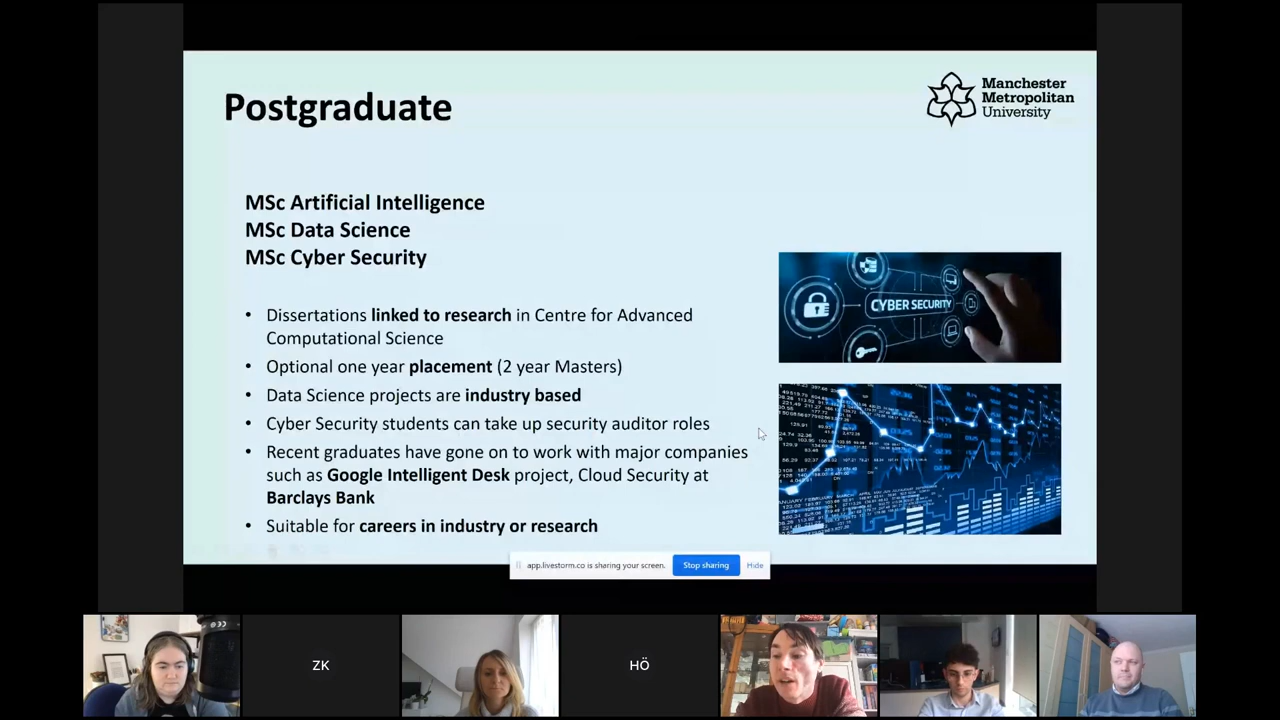 Postgraduate
Manchester
Metropolitan
University
MSc Artificial Intelligence
MSc Data Science
MSc Cyber Security
• Dissertations linked to research in Centre for Advanced
Computational Science
• Optional one year placement (2 year Masters)
• Data Science projects are industry based
• Cyber Security students can take up security auditor roles
• Recent graduates have gone on to work with major companies
such as Google Intelligent Desk project, Cloud Security at
Barclays Bank
• Suitable for careers in industry or research
CYBER SECURITY
app.livestorm.co is sharing your screen.
Stop sharing
Hide
ZK
HÖ